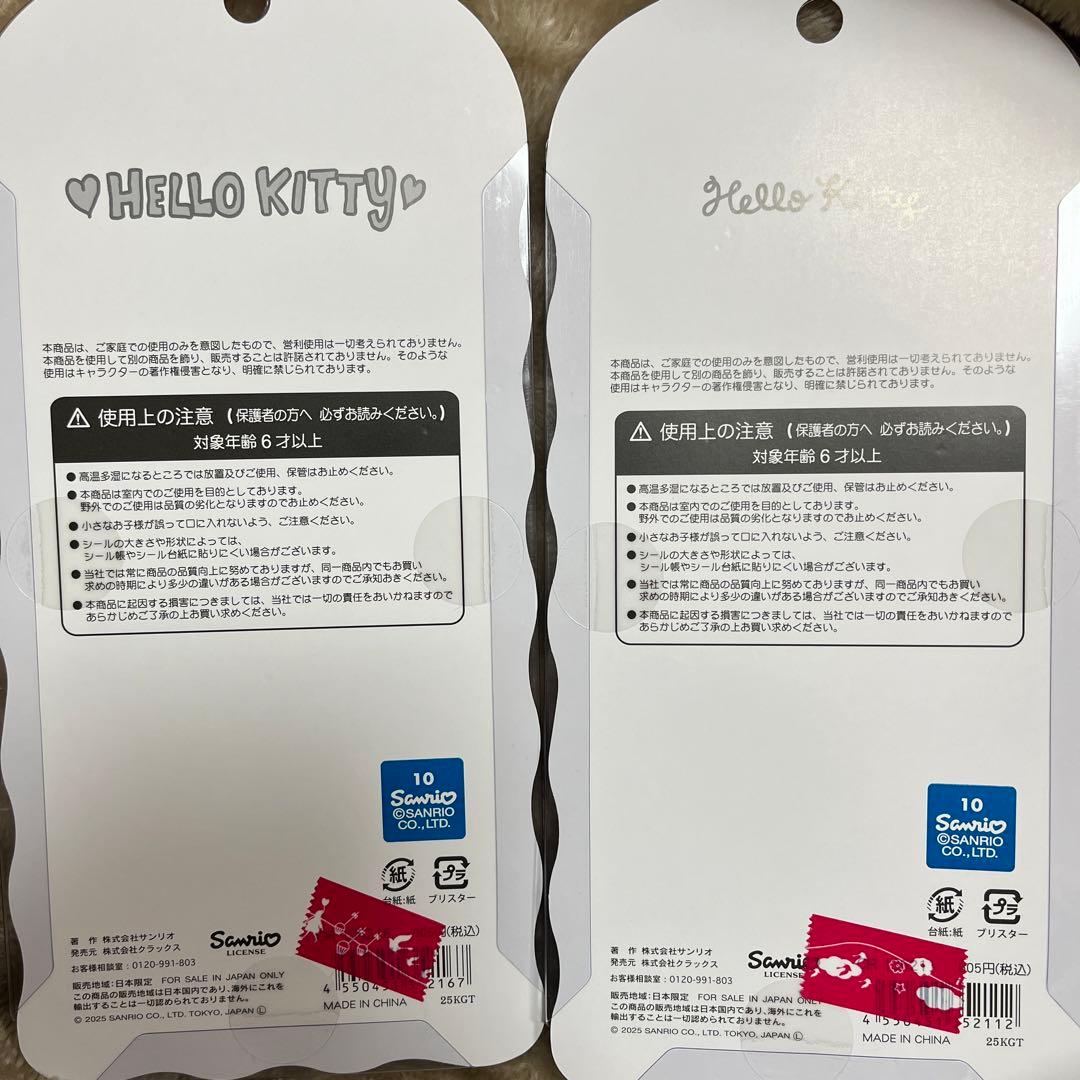 HELLO KITTY
本商品は、ご家庭での使用のみを意図したもので、営利使用は一切考えられておりません。
本商品を使用して別の商品を飾り、販売することは許諾されておりません。そのような
使用はキャラクターの著作権侵害となり、明確に禁じられております。
⚠ 使用上の注意 (保護者の方へ 必ずお読みください。)
対象年齢6才以上
●高温多湿になるところでは放置及びご使用、保管はお止めください。
●本商品は室内でのご使用を目的としております。
野外でのご使用は品質の劣化となりますのでお止めください。
●小さなお子様が誤って口に入れないよう、ご注意ください。
●シールの大きさや形状によっては、
シール帳やシール台紙に貼りにくい場合がございます。
●当社では常に商品の品質向上に努めておりますが、同一商品内でもお買い
求めの時期により多少の違いがある場合がございますのでご承知おきください。
●本商品に起因する損害につきましては、当社では一切の責任をおいかねますので
あらかじめご了承の上お買い求めください。
10
Sanrio
©SANRIO
CO.,LTD.
紙
プラ
台紙:紙 ブリスター
円(税込)
著作 株式会社サンリオ
発売元 株式会社クラックス
Sanrio
LICENSE
お客様相談室:0120-991-803
販売地域:日本限定 FOR SALE IN JAPAN ONLY
この商品の販売地域は日本国内であり、海外にこれを
輸出することは一切認められておりません。
© 2025 SANRIO CO., LTD. TOKYO, JAPAN Ⓛ
2167
MADE IN CHINA
25KGT
Hello Kitty
本商品は、ご家庭での使用のみを意図したもので、営利使用は一切考えられておりません。
本商品を使用して別の商品を飾り、販売することは許諾されておりません。そのような
使用はキャラクターの著作権侵害となり、明確に禁じられております。
⚠ 使用上の注意 (保護者の方へ 必ずお読みください。)
対象年齢6才以上
●高温多湿になるところでは放置及びご使用、保管はお止めください。
●本商品は室内でのご使用を目的としております。
野外でのご使用は品質の劣化となりますのでお止めください。
●小さなお子様が誤って口に入れないよう、ご注意ください。
●シールの大きさや形状によっては、
シール帳やシール台紙に貼りにくい場合がございます。
●当社では常に商品の品質向上に努めておりますが、同一商品内でもお買い
求めの時期により多少の違いがある場合がございますのでご承知おきください。
●本商品に起因する損害につきましては、当社では一切の責任をおいかねますので
あらかじめご了承の上お買い求めください。
10
Sanrio
©SANRIO
CO.,LTD.
紙
プラ
台紙:紙 ブリスター
05円(税込)
著作 株式会社サンリオ
発売元 株式会社クラックス
Sanrio
LICENSE
お客様相談室:0120-991-803
販売地域:日本限定 FOR SALE IN JAPAN ONLY
この商品の販売地域は日本国内であり、海外にこれを
輸出することは一切認められておりません。
© 2025 SANRIO CO., LTD. TOKYO, JAPAN Ⓛ
52112
MADE IN CHINA
25KGT